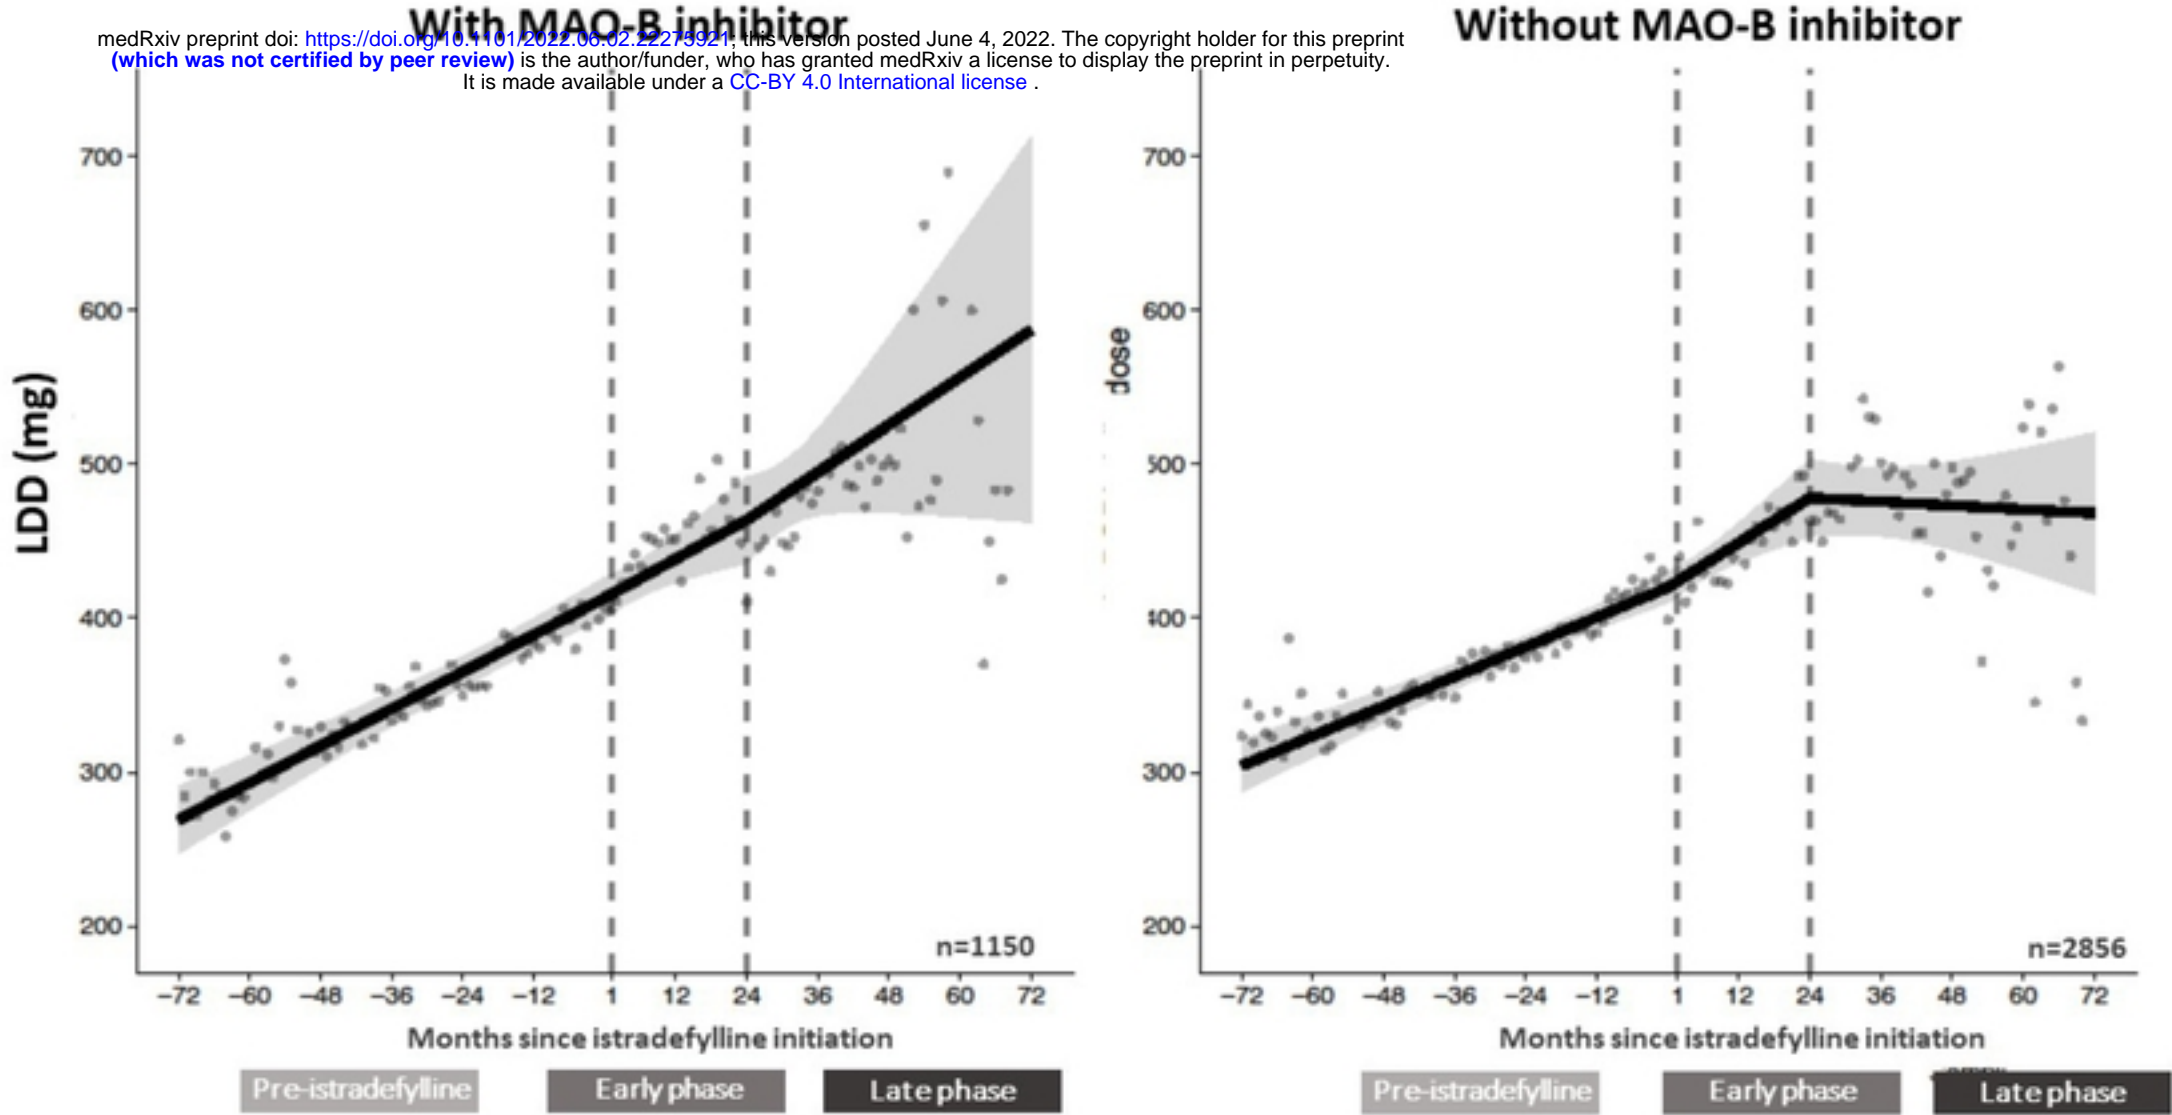 With MAO-B inhibitor
Without MAO-B inhibitor
medRxiv preprint doi: https://doi.org/10.1101/2022.06.02.22275921; this version posted June 4, 2022. The copyright holder for this preprint
(which was not certified by peer review) is the author/funder, who has granted medRxiv a license to display the preprint in perpetuity.
It is made available under a CC-BY 4.0 International license .
LDD (mg)
700
600
500
400
300
200
n=1150
−72 −60 −48 −36 −24 −12 1 12 24 36 48 60 72
Months since istradefylline initiation
Pre-istradefylline Early phase Late phase
dose
700
600
500
400
300
200
n=2856
−72 −60 −48 −36 −24 −12 1 12 24 36 48 60 72
Months since istradefylline initiation
Pre-istradefylline Early phase Late phase